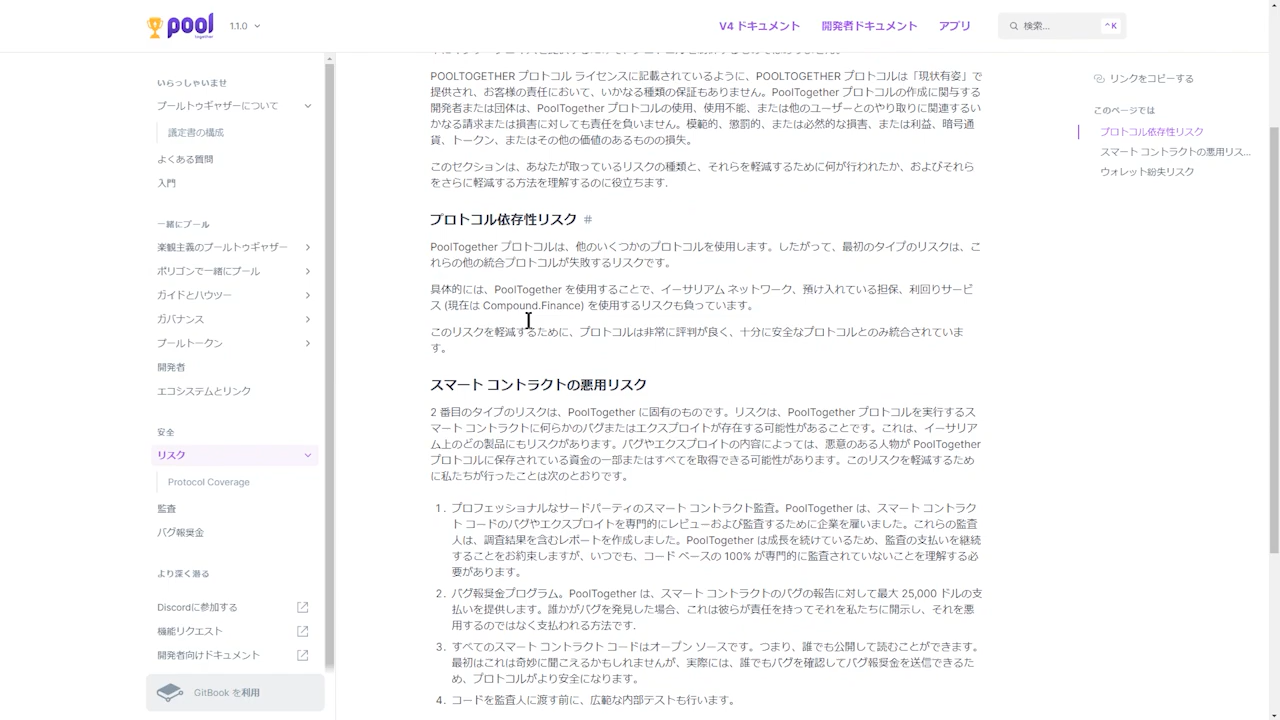 pool
together
1.1.0
V4 ドキュメント
開発者ドキュメント
アプリ
検索...
⌃K
いらっしゃいませ
プールトゥギャザーについて
議定書の構成
よくある質問
入門
一緒にプール
楽観主義のプールトゥギャザー
ポリゴンで一緒にプール
ガイドとハウツー
ガバナンス
プールトークン
開発者
エコシステムとリンク
安全
リスク
Protocol Coverage
監査
バグ報奨金
より深く潜る
Discordに参加する
機能リクエスト
開発者向けドキュメント
GitBook を利用
POOLTOGETHER プロトコル ライセンスに記載されているように、POOLTOGETHER プロトコルは「現状有姿」で
提供され、お客様の責任において、いかなる種類の保証もありません。PoolTogether プロトコルの作成に関与する
開発者または団体は、PoolTogether プロトコルの使用、使用不能、または他のユーザーとのやり取りに関連するい
かなる請求または損害に対しても責任を負いません。模範的、懲罰的、または必然的な損害、または利益、暗号通
貨、トークン、またはその他の価値のあるものの損失。
このセクションは、あなたが取っているリスクの種類と、それらを軽減するために何が行われたか、およびそれら
をさらに軽減する方法を理解するのに役立ちます.
プロトコル依存性リスク #
PoolTogether プロトコルは、他のいくつかのプロトコルを使用します。したがって、最初のタイプのリスクは、こ
れらの他の統合プロトコルが失敗するリスクです。
具体的には、PoolTogether を使用することで、イーサリアム ネットワーク、預け入れている担保、利回りサービ
ス (現在は Compound.Finance) を使用するリスクも負っています。
このリスクを軽減するために、プロトコルは非常に評判が良く、十分に安全なプロトコルとのみ統合されていま
す。
スマート コントラクトの悪用リスク
2 番目のタイプのリスクは、PoolTogether に固有のものです。リスクは、PoolTogether プロトコルを実行するス
マート コントラクトに何らかのバグまたはエクスプロイトが存在する可能性があることです。これは、イーサリア
ム上のどの製品にもリスクがあります。バグやエクスプロイトの内容によっては、悪意のある人物が PoolTogether
プロトコルに保存されている資金の一部またはすべてを取得できる可能性があります。このリスクを軽減するため
に私たちが行ったことは次のとおりです。
1. プロフェッショナルなサードパーティのスマート コントラクト監査。PoolTogether は、スマート コントラク
ト コードのバグやエクスプロイトを専門的にレビューおよび監査するために企業を雇いました。これらの監査
人は、調査結果を含むレポートを作成しました。PoolTogether は成長を続けているため、監査の支払いを継続
することをお約束しますが、いつでも、コード ベースの 100% が専門的に監査されていないことを理解する必
要があります。
2. バグ報奨金プログラム。PoolTogether は、スマート コントラクトのバグの報告に対して最大 25,000 ドルの支
払いを提供します。誰かがバグを発見した場合、これは彼らが責任を持ってそれを私たちに開示し、それを悪
用するのではなく支払われる方法です.
3. すべてのスマート コントラクト コードはオープン ソースです。つまり、誰でも公開して読むことができます。
最初はこれは奇妙に聞こえるかもしれませんが、実際には、誰でもバグを確認してバグ報奨金を送信できるた
め、プロトコルがより安全になります。
4. コードを監査人に渡す前に、広範な内部テストも行います。
リンクをコピーする
このページでは
プロトコル依存性リスク
スマート コントラクトの悪用リス...
ウォレット紛失リスク